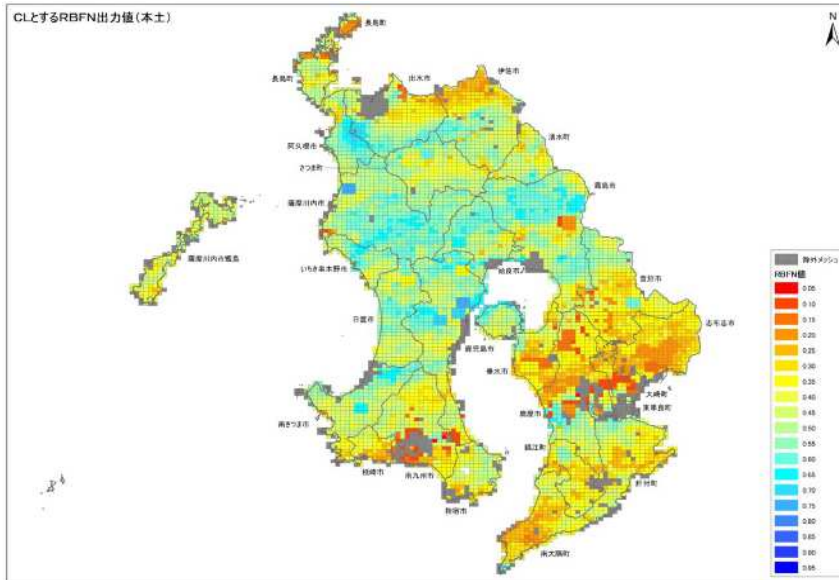 CLとするRBFN出力値(本土)
N
長島町
長島町
出水市
伊佐市
湧水町
阿久根市
さつま町
霧島市
薩摩川内市
薩摩川内市甑島
いちき串木野市
姶良市
曽於市
志布志市
日置市
鹿児島市
垂水市
大崎町
東串良町
鹿屋市
南さつま市
錦江町
枕崎市
南九州市
肝付町
指宿市
南大隅町
除外メッシュ
RBFN値
0.05
0.10
0.15
0.20
0.25
0.30
0.35
0.40
0.45
0.50
0.55
0.60
0.65
0.70
0.75
0.80
0.85
0.90
0.95